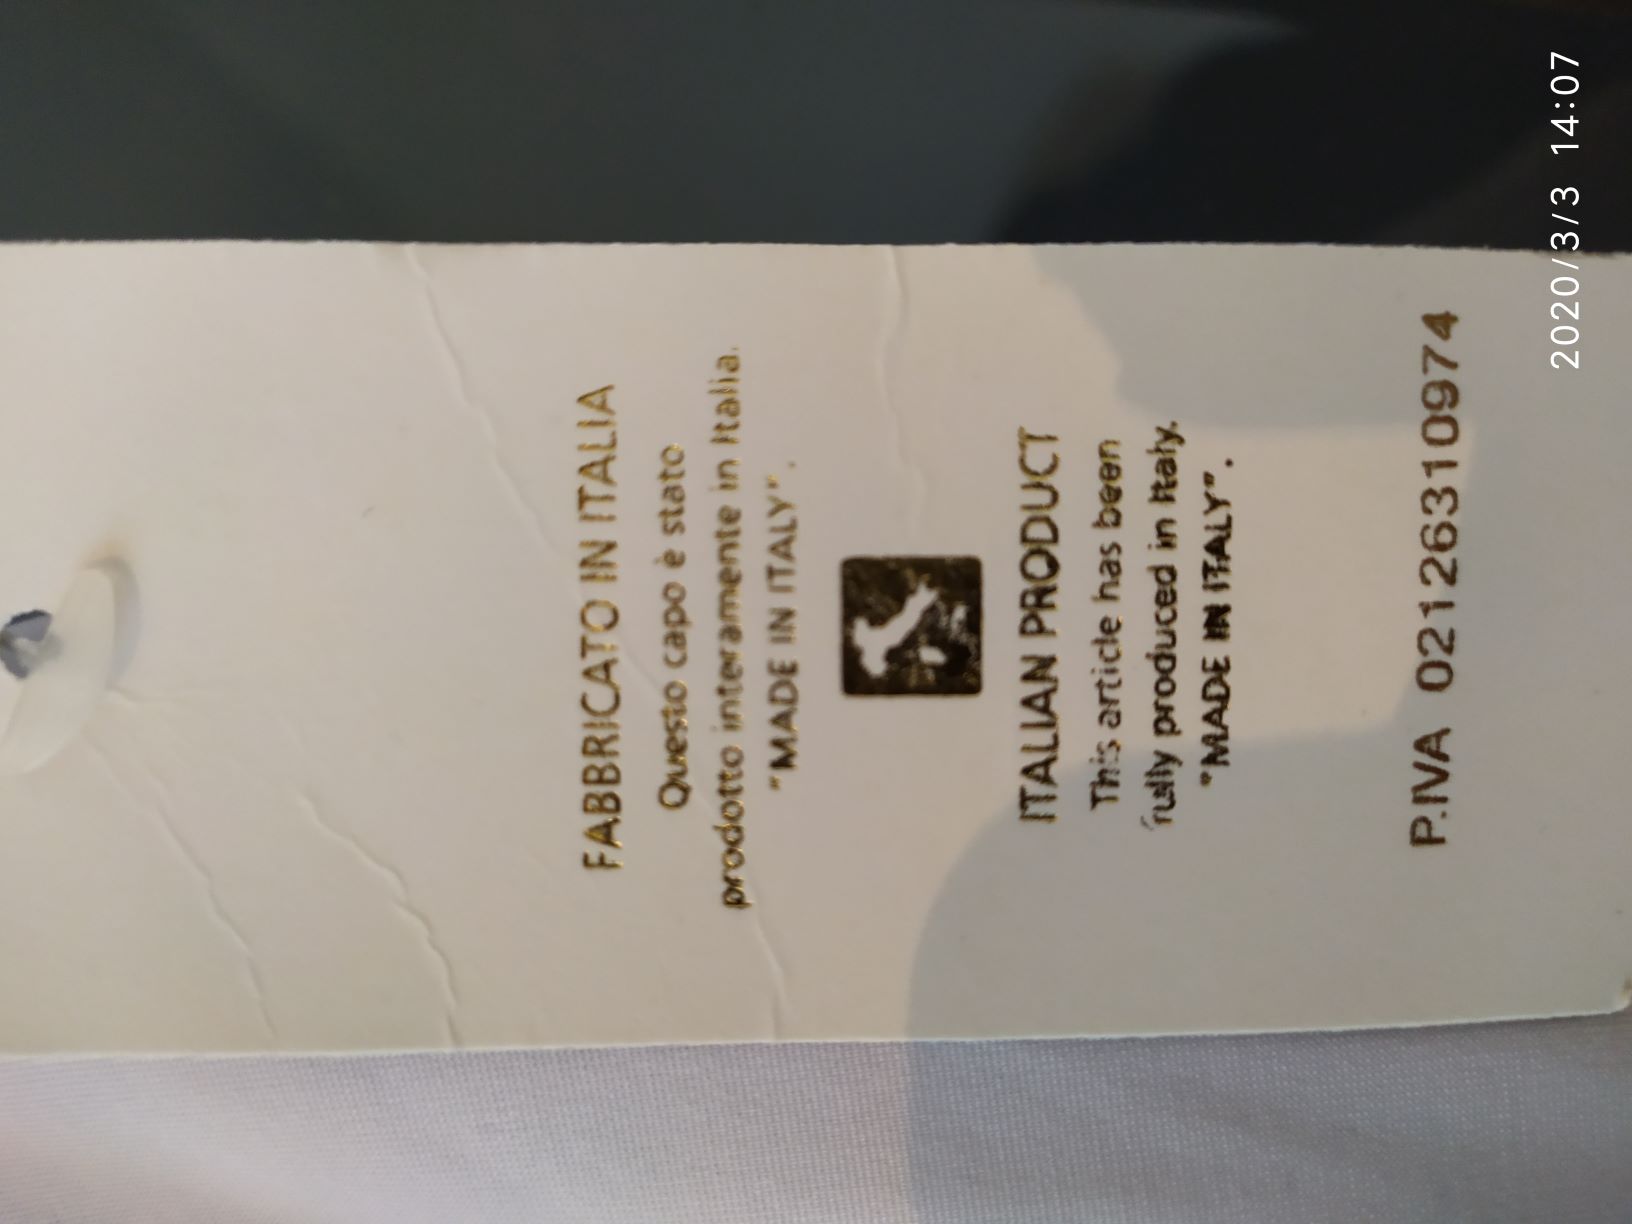 FABBRICATO IN ITALIA
Questo capo è stato
prodotto interamente in Italia.
"MADE IN ITALY".
ITALIAN PRODUCT
This article has been
fully produced in Italy.
"MADE IN ITALY".
P.IVA 02126310974
2020/3/3 14:07